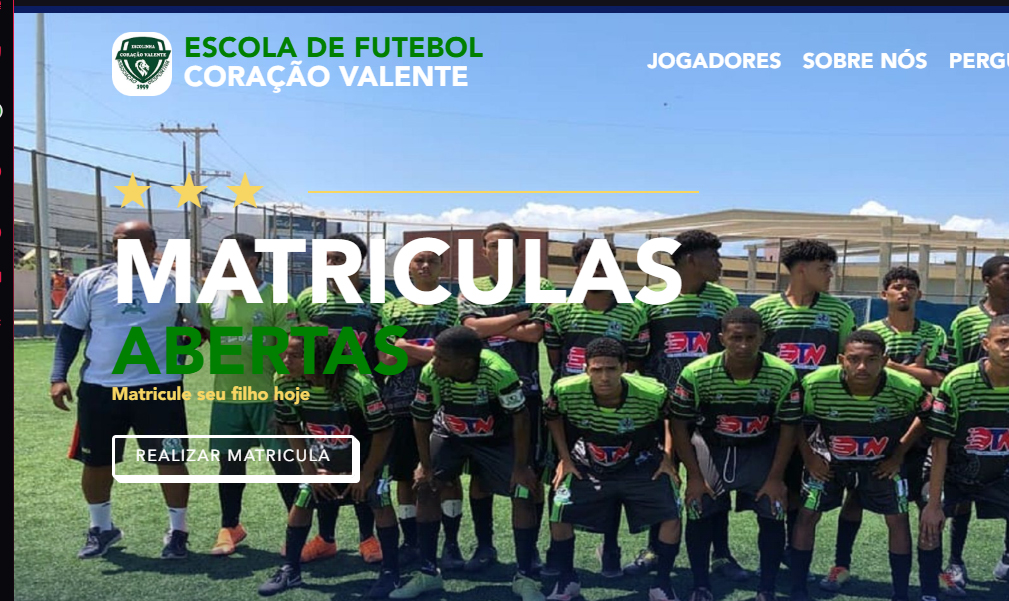 ESCOLINHA
CORAÇÃO VALENTE
1999
ESCOLA DE FUTEBOL
CORAÇÃO VALENTE
JOGADORES SOBRE NÓS
MATRICULAS
ABERTAS
Matricule seu filho hoje
REALIZAR MATRICULA